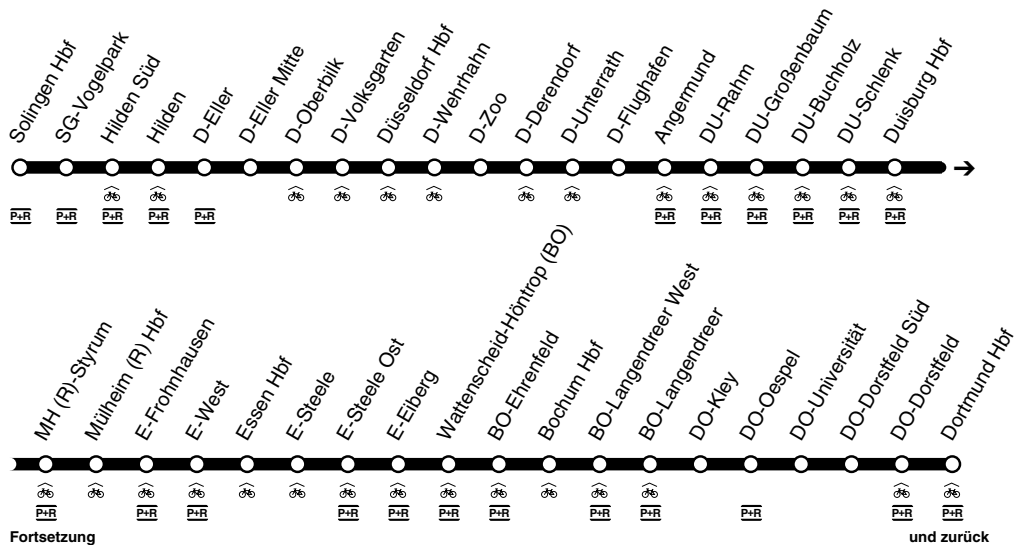 Solingen Hbf
SG-Vogelpark
Hilden Süd
Hilden
D-Eller
D-Eller Mitte
D-Oberbilk
D-Volksgarten
Düsseldorf Hbf
D-Wehrhahn
D-Zoo
D-Derendorf
D-Unterrath
D-Flughafen
Angermund
DU-Rahm
DU-Großenbaum
DU-Buchholz
DU-Schlenk
Duisburg Hbf
P+R P+R P+R P+R P+R P+R P+R P+R P+R P+R P+R
MH (R)-Styrum
Mülheim (R) Hbf
E-Frohnhausen
E-West
Essen Hbf
E-Steele
E-Steele Ost
E-Eiberg
Wattenscheid-Höntrop (BO)
BO-Ehrenfeld
Bochum Hbf
BO-Langendreer West
BO-Langendreer
DO-Kley
DO-Oespel
DO-Universität
DO-Dorstfeld Süd
DO-Dorstfeld
Dortmund Hbf
P+R P+R P+R P+R P+R P+R P+R P+R P+R P+R P+R P+R
Fortsetzung und zurück